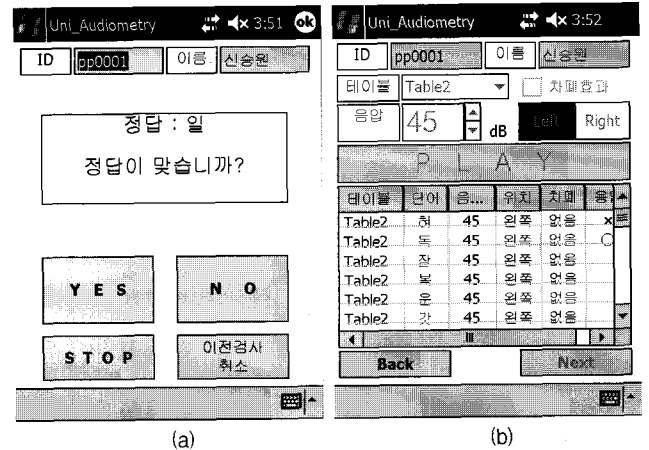 Uni_Audiometry 3:51 ok
ID pp0001 이름 신승원
정답 : 일
정답이 맞습니까?
YES NO
STOP 이전검사 취소
(a)
Uni_Audiometry 3:52
ID pp0001 이름 신승원
테이블 Table2 차폐효과
음압 45 dB Left Right
PLAY
테이블 단어 음... 위치 차폐
Table2 혀 45 왼쪽 없음 x
Table2 독 45 왼쪽 없음 O
Table2 잠 45 왼쪽 없음
Table2 복 45 왼쪽 없음
Table2 운 45 왼쪽 없음
Table2 갓 45 왼쪽 없음
Back Next
(b)